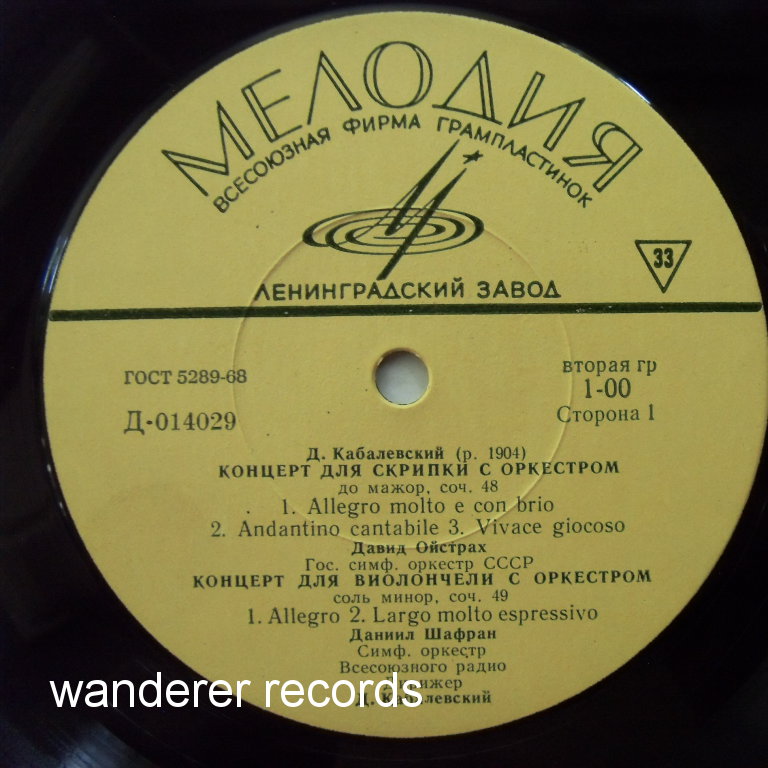 МЕЛОДИЯ
ВСЕСОЮЗНАЯ ФИРМА ГРАМПЛАСТИНОК
33
ЛЕНИНГРАДСКИЙ ЗАВОД
ГОСТ 5289-68
вторая гр
1-00
Д-014029
Сторона 1
Д. Кабалевский (р. 1904)
КОНЦЕРТ ДЛЯ СКРИПКИ С ОРКЕСТРОМ
до мажор, соч. 48
1. Allegro molto e con brio
2. Andantino cantabile 3. Vivace giocoso
Давид Ойстрах
Гос. симф. оркестр СССР
КОНЦЕРТ ДЛЯ ВИОЛОНЧЕЛИ С ОРКЕСТРОМ
соль минор, соч. 49
1. Allegro 2. Largo molto espressivo
Даниил Шафран
Симф. оркестр
Всесоюзного радио
Дирижер
Д. Кабалевский
wanderer records